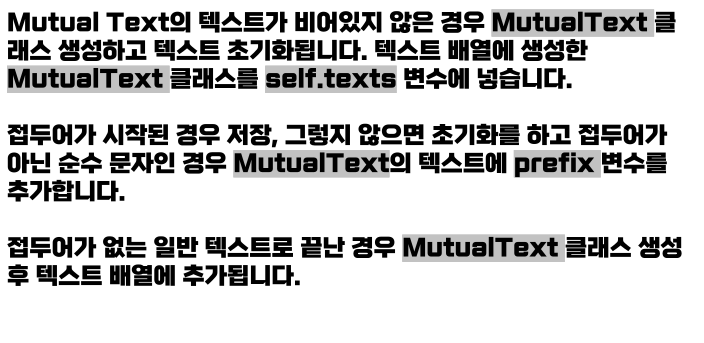 Mutual Text의 텍스트가 비어있지 않은 경우 MutualText 클
래스 생성하고 텍스트 초기화됩니다. 텍스트 배열에 생성한
MutualText 클래스를 self.texts 변수에 넣습니다.
접두어가 시작된 경우 저장, 그렇지 않으면 초기화를 하고 접두어가
아닌 순수 문자인 경우 MutualText의 텍스트에 prefix 변수를
추가합니다.
접두어가 없는 일반 텍스트로 끝난 경우 MutualText 클래스 생성
후 텍스트 배열에 추가됩니다.